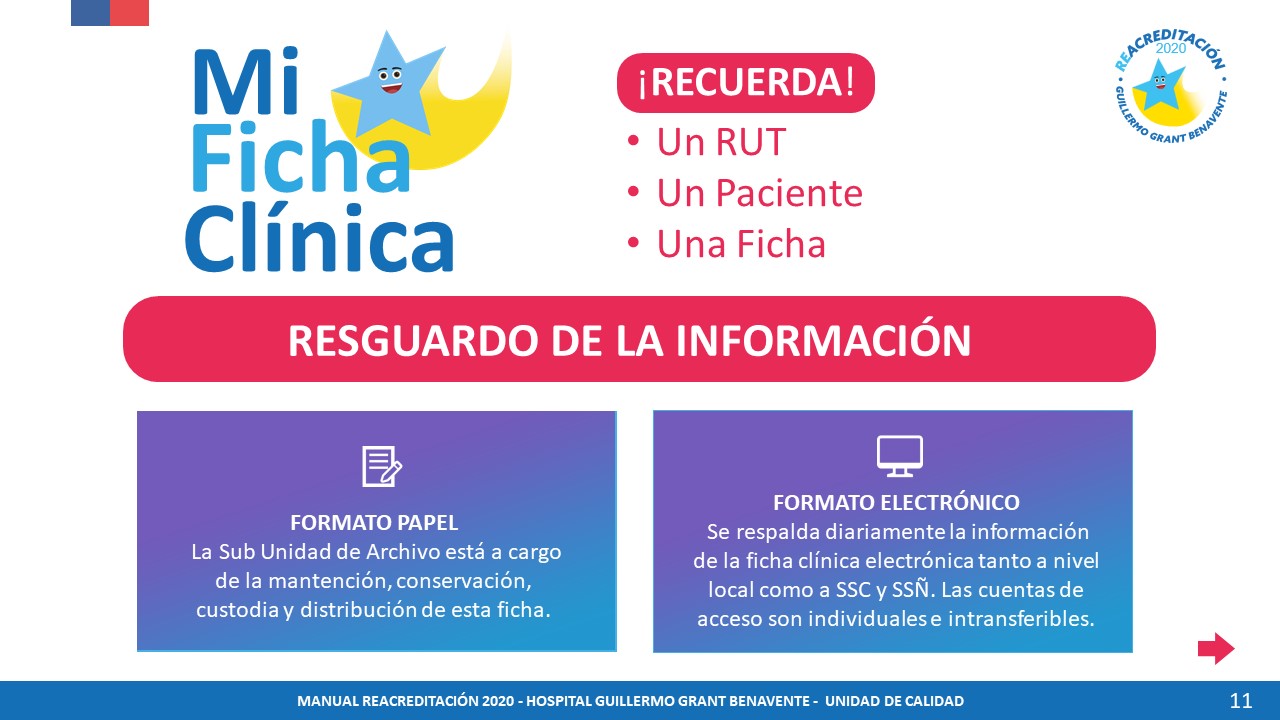 Mi
Ficha
Clínica
¡RECUERDA!
• Un RUT
• Un Paciente
• Una Ficha
REACREDITACIÓN
2020
• GUILLERMO GRANT BENAVENTE •
RESGUARDO DE LA INFORMACIÓN
FORMATO PAPEL
La Sub Unidad de Archivo está a cargo
de la mantención, conservación,
custodia y distribución de esta ficha.
FORMATO ELECTRÓNICO
Se respalda diariamente la información
de la ficha clínica electrónica tanto a nivel
local como a SSC y SSÑ. Las cuentas de
acceso son individuales e intransferibles.
MANUAL REACREDITACIÓN 2020 - HOSPITAL GUILLERMO GRANT BENAVENTE - UNIDAD DE CALIDAD
11